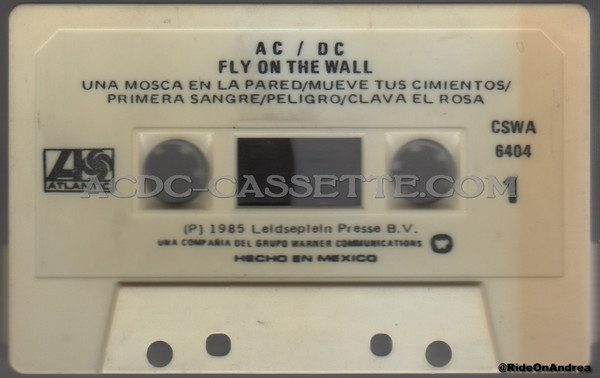 AC / DC
FLY ON THE WALL
UNA MOSCA EN LA PARED/MUEVE TUS CIMIENTOS/
PRIMERA SANGRE/PELIGRO/CLAVA EL ROSA
CSWA
6404
ATLANTIC
ACDC-CASSETTE.COM
1
(P) 1985 Leidseplein Presse B.V.
UNA COMPAÑIA DEL GRUPO WARNER COMMUNICATIONS
HECHO EN MEXICO
@RideOnAndrea